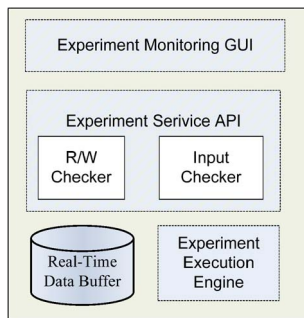 Experiment Monitoring GUI
Experiment Serivice API
R/W
Checker
Input
Checker
Real-Time
Data Buffer
Experiment
Execution
Engine